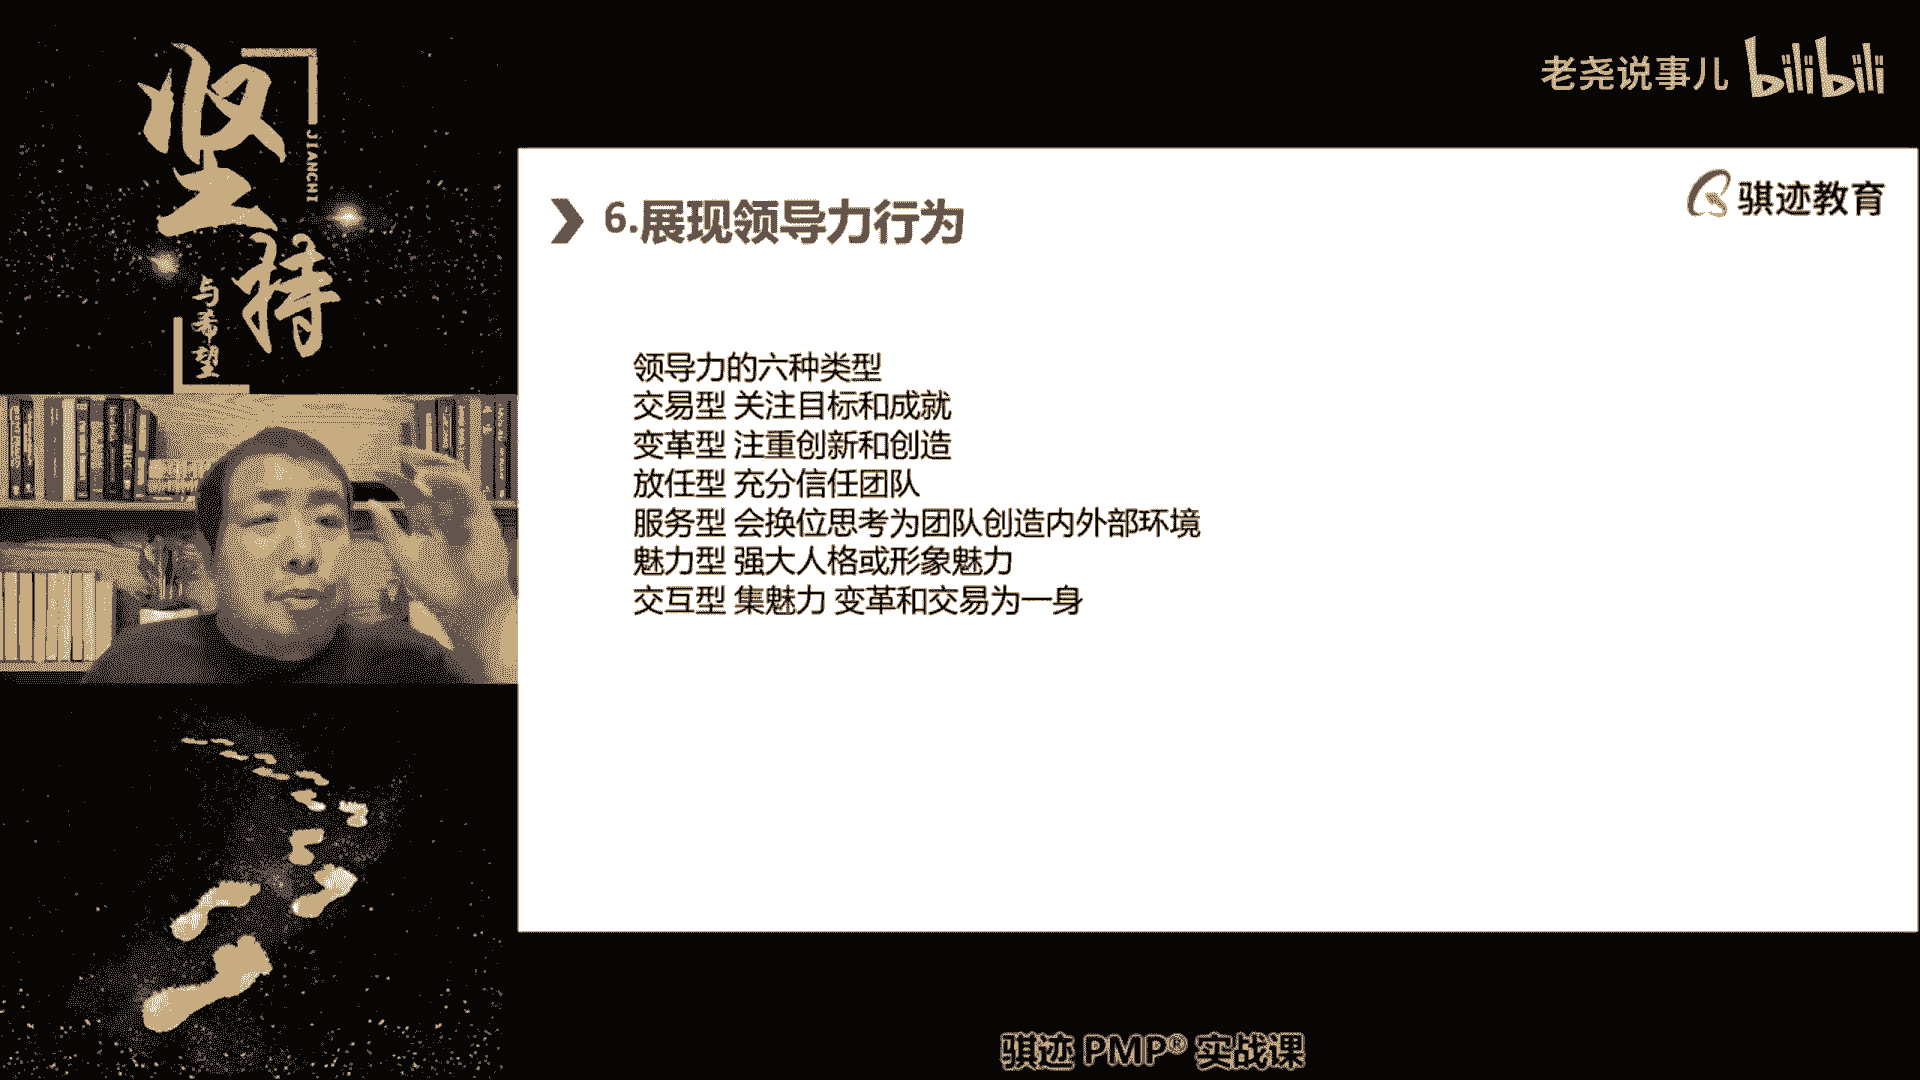 坚持
JIANCHI
与希望
老尧说事儿 bilibili
骐迹教育
6.展现领导力行为
领导力的六种类型
交易型 关注目标和成就
变革型 注重创新和创造
放任型 充分信任团队
服务型 会换位思考为团队创造内外部环境
魅力型 强大人格或形象魅力
交互型 集魅力 变革和交易为一身
骐迹 PMP® 实战课